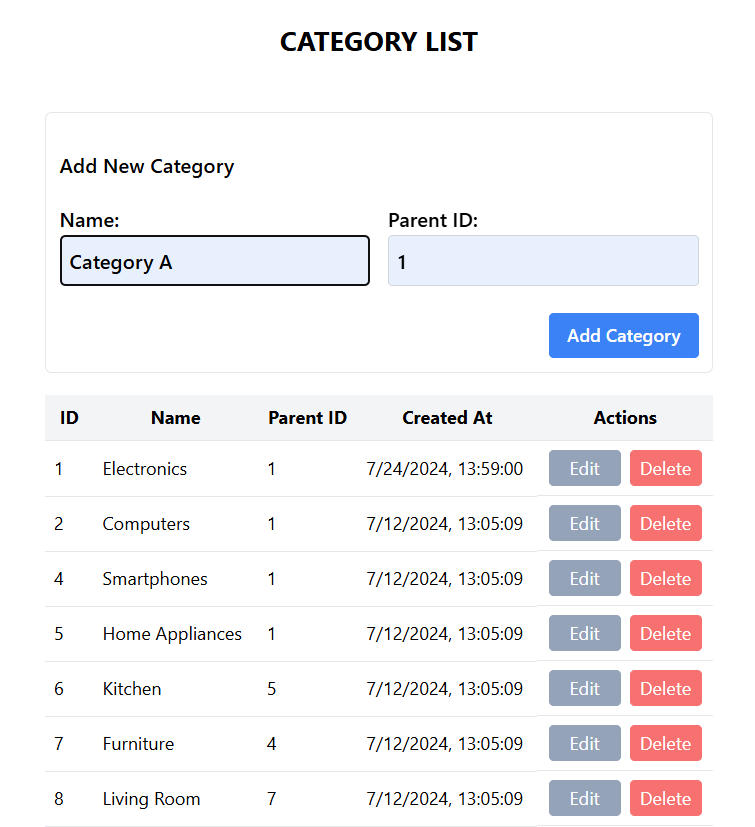 CATEGORY LIST
Add New Category
Name: Parent ID:
Category A 1
Add Category
ID Name Parent ID Created At Actions
1 Electronics 1 7/24/2024, 13:59:00 Edit Delete
2 Computers 1 7/12/2024, 13:05:09 Edit Delete
4 Smartphones 1 7/12/2024, 13:05:09 Edit Delete
5 Home Appliances 1 7/12/2024, 13:05:09 Edit Delete
6 Kitchen 5 7/12/2024, 13:05:09 Edit Delete
7 Furniture 4 7/12/2024, 13:05:09 Edit Delete
8 Living Room 7 7/12/2024, 13:05:09 Edit Delete